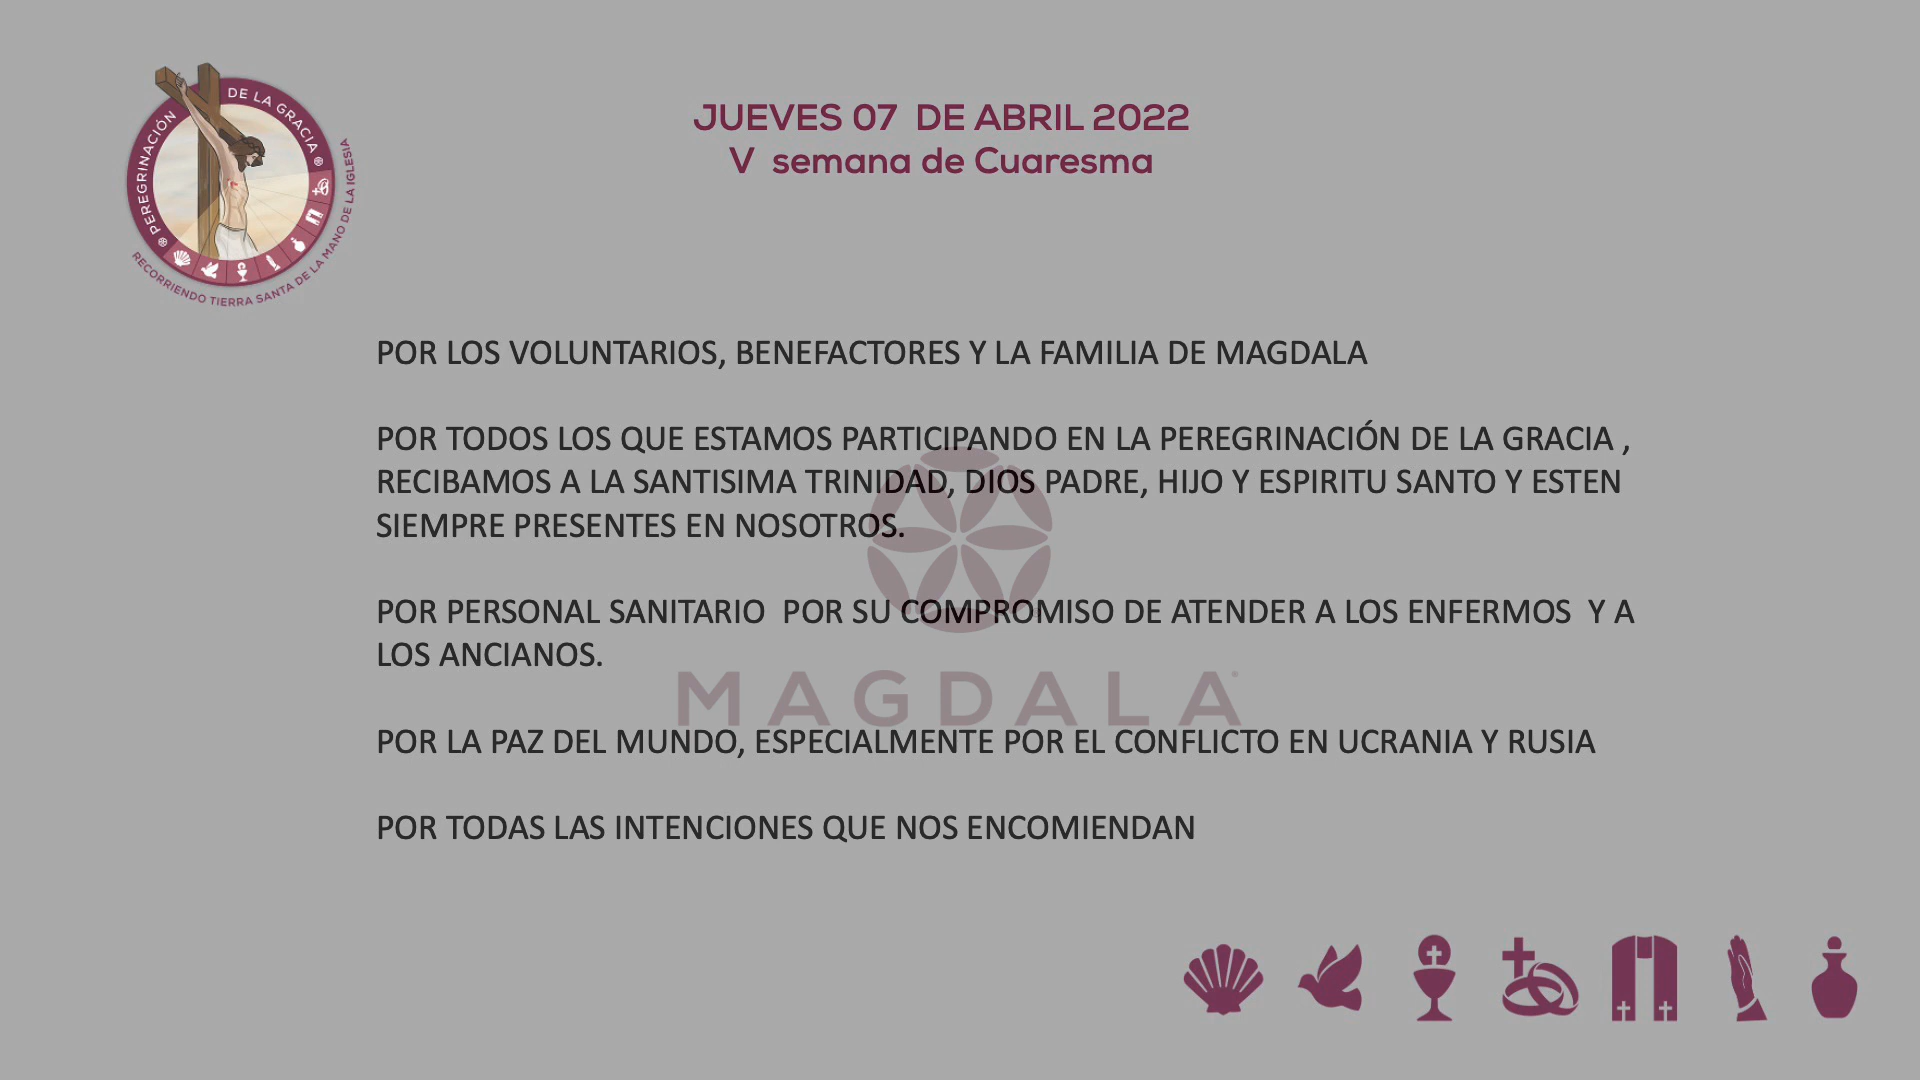 PEREGRINACIÓN DE LA GRACIA
RECORRIENDO TIERRA SANTA DE LA MANO DE LA IGLESIA
JUEVES 07  DE ABRIL 2022
V  semana de Cuaresma
POR LOS VOLUNTARIOS, BENEFACTORES Y LA FAMILIA DE MAGDALA
POR TODOS LOS QUE ESTAMOS PARTICIPANDO EN LA PEREGRINACIÓN DE LA GRACIA ,
RECIBAMOS A LA SANTISIMA TRINIDAD, DIOS PADRE, HIJO Y ESPIRITU SANTO Y ESTEN
SIEMPRE PRESENTES EN NOSOTROS.
POR PERSONAL SANITARIO  POR SU COMPROMISO DE ATENDER A LOS ENFERMOS  Y A
LOS ANCIANOS.
MAGDALA
POR LA PAZ DEL MUNDO, ESPECIALMENTE POR EL CONFLICTO EN UCRANIA Y RUSIA
POR TODAS LAS INTENCIONES QUE NOS ENCOMIENDAN